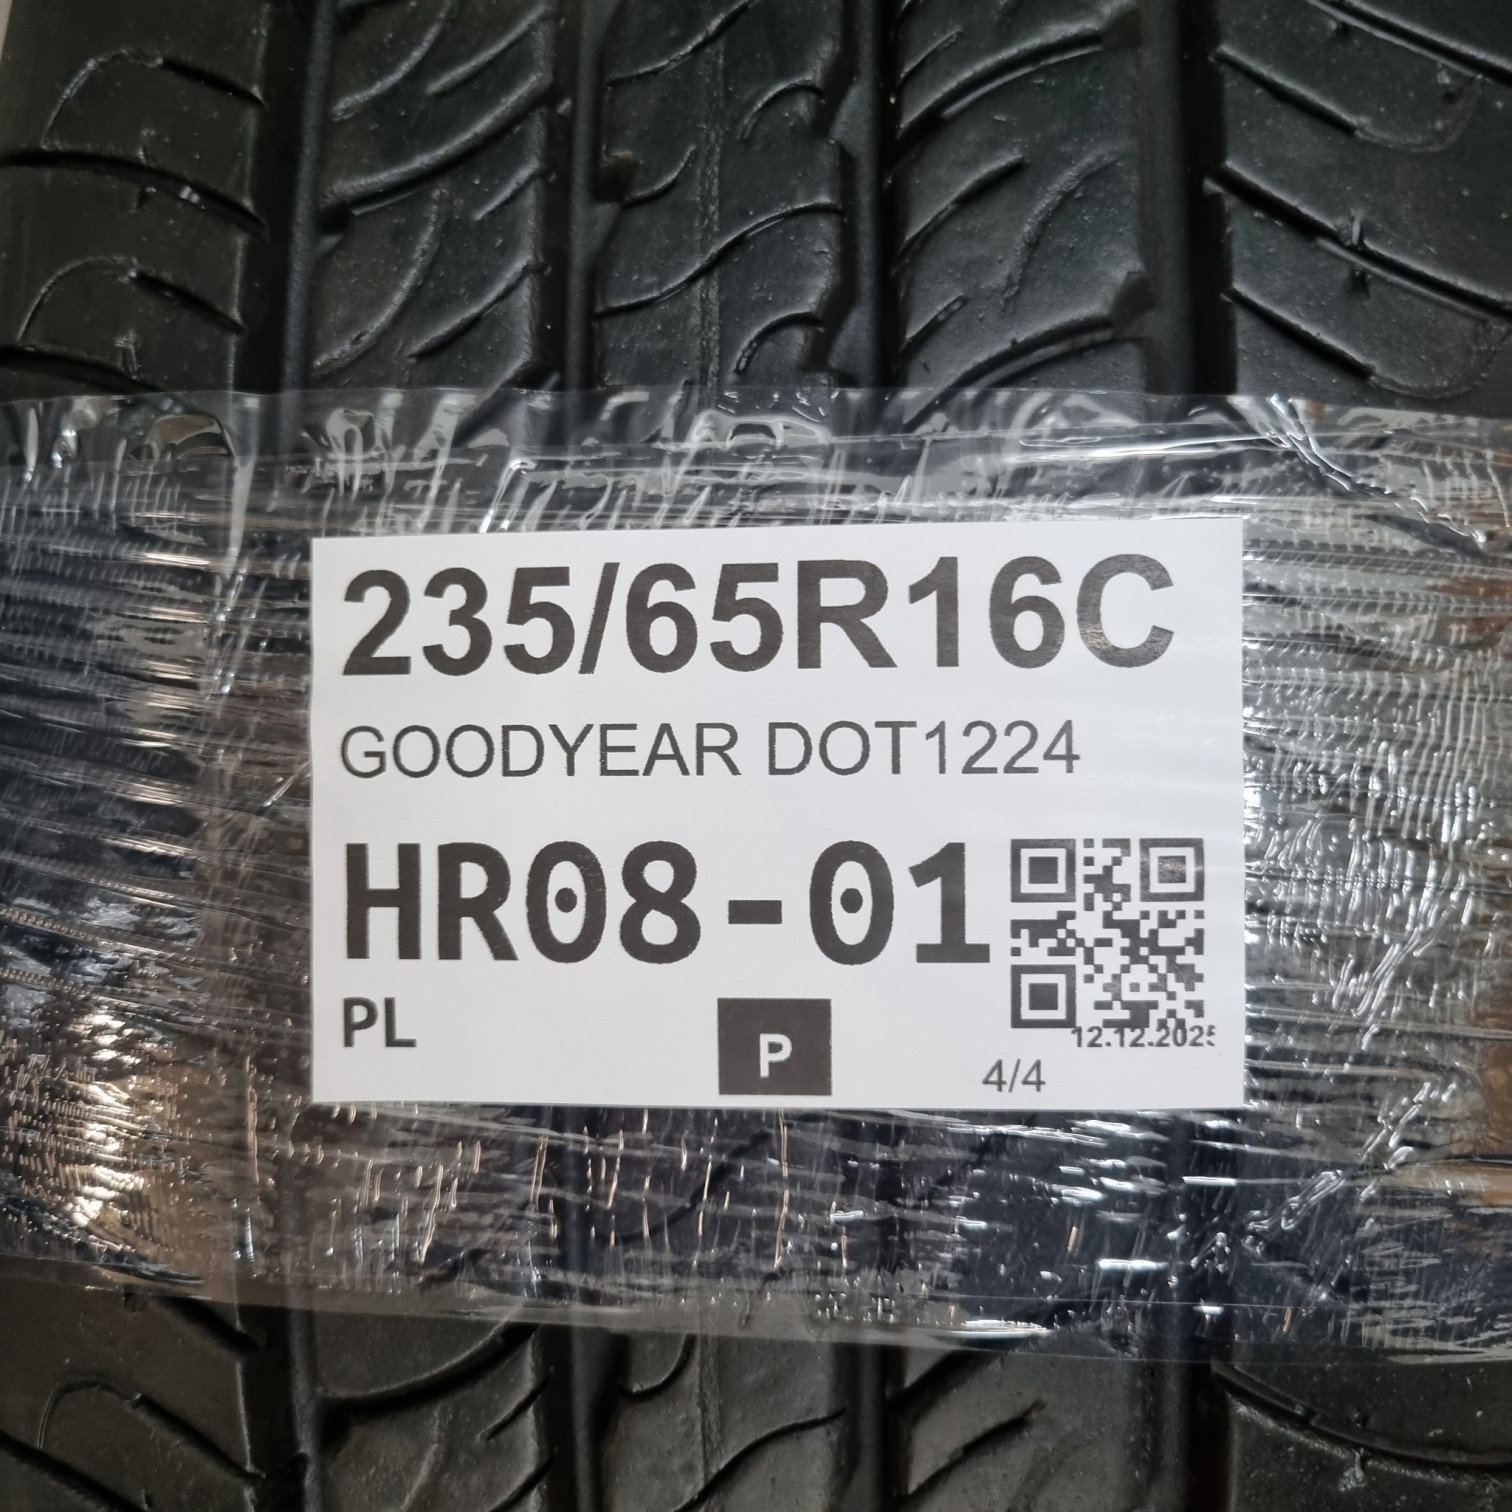 235/65R16C
GOODYEAR DOT1224
HR08-01
PL
P
12.12.2025
4/4